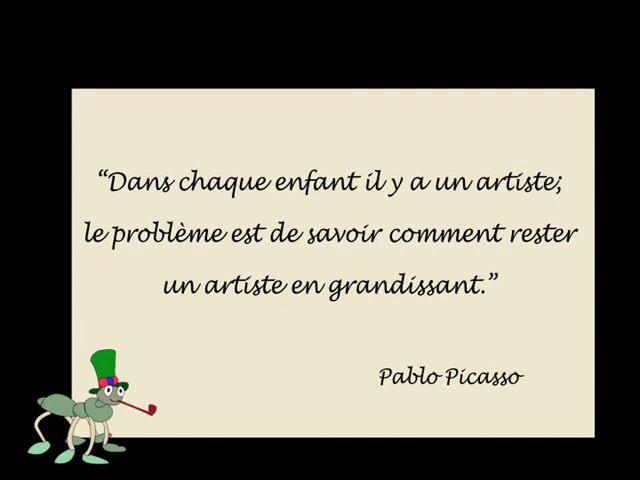 “Dans chaque enfant il y a un artiste;
le problème est de savoir comment rester
un artiste en grandissant.”
Pablo Picasso